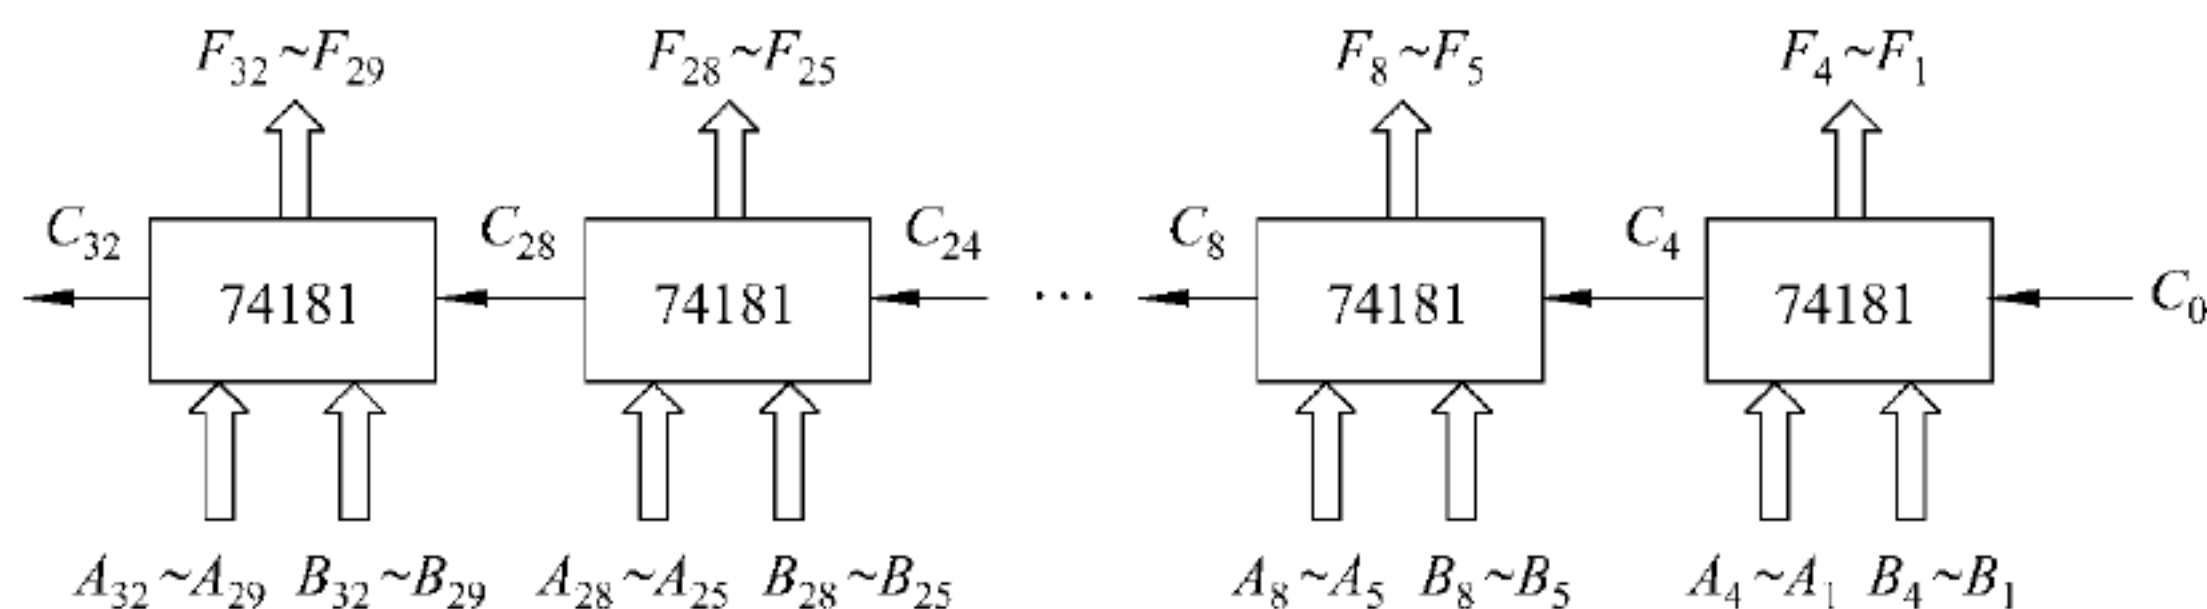 F₃₂~F₂₉ F₂₈~F₂₅ F₈~F₅ F₄~F₁
C₃₂ C₂₈ C₂₄ C₈ C₄
74181 74181 ··· 74181 74181 C₀
A₃₂~A₂₉ B₃₂~B₂₉ A₂₈~A₂₅ B₂₈~B₂₅ A₈~A₅ B₈~B₅ A₄~A₁ B₄~B₁